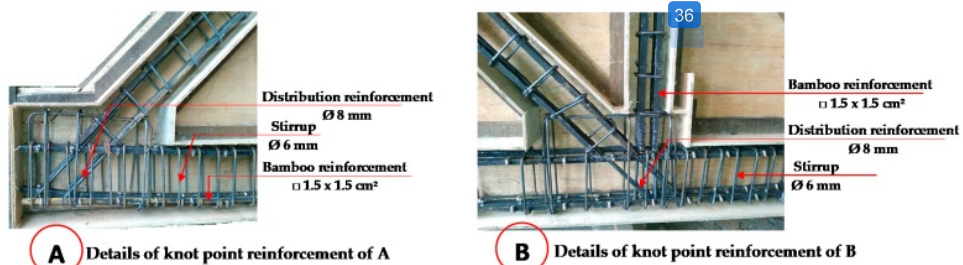 36
Distribution reinforcement
Ø 8 mm
Stirrup
Ø 6 mm
Bamboo reinforcement
□ 1.5 x 1.5 cm²
A Details of knot point reinforcement of A
Bamboo reinforcement
□ 1.5 x 1.5 cm²
Distribution reinforcement
Ø 8 mm
Stirrup
Ø 6 mm
B Details of knot point reinforcement of B